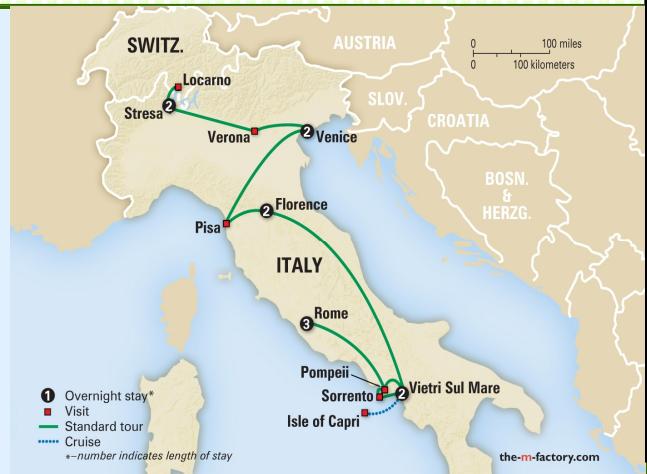 SWITZ.
AUSTRIA
0 100 miles
0 100 kilometers
Locarno
SLOV.
2
Stresa
CROATIA
Verona
2 Venice
BOSN.
&
HERZG.
2 Florence
Pisa
ITALY
Rome
3
Pompeii
Vietri Sul Mare
2
Sorrento
Isle of Capri
1 Overnight stay*
Visit
Standard tour
Cruise
*–number indicates length of stay
the-m-factory.com